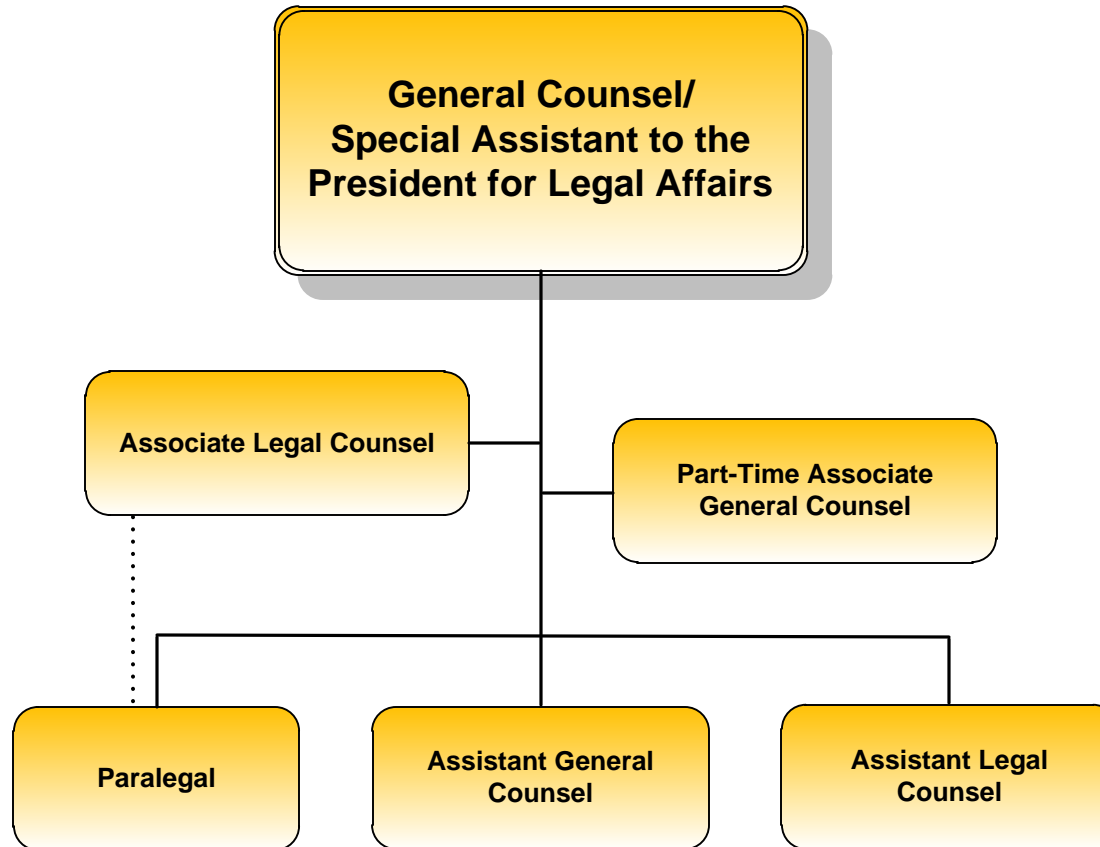 General Counsel/
Special Assistant to the
President for Legal Affairs
Associate Legal Counsel
Part-Time Associate
General Counsel
Paralegal
Assistant General
Counsel
Assistant Legal
Counsel